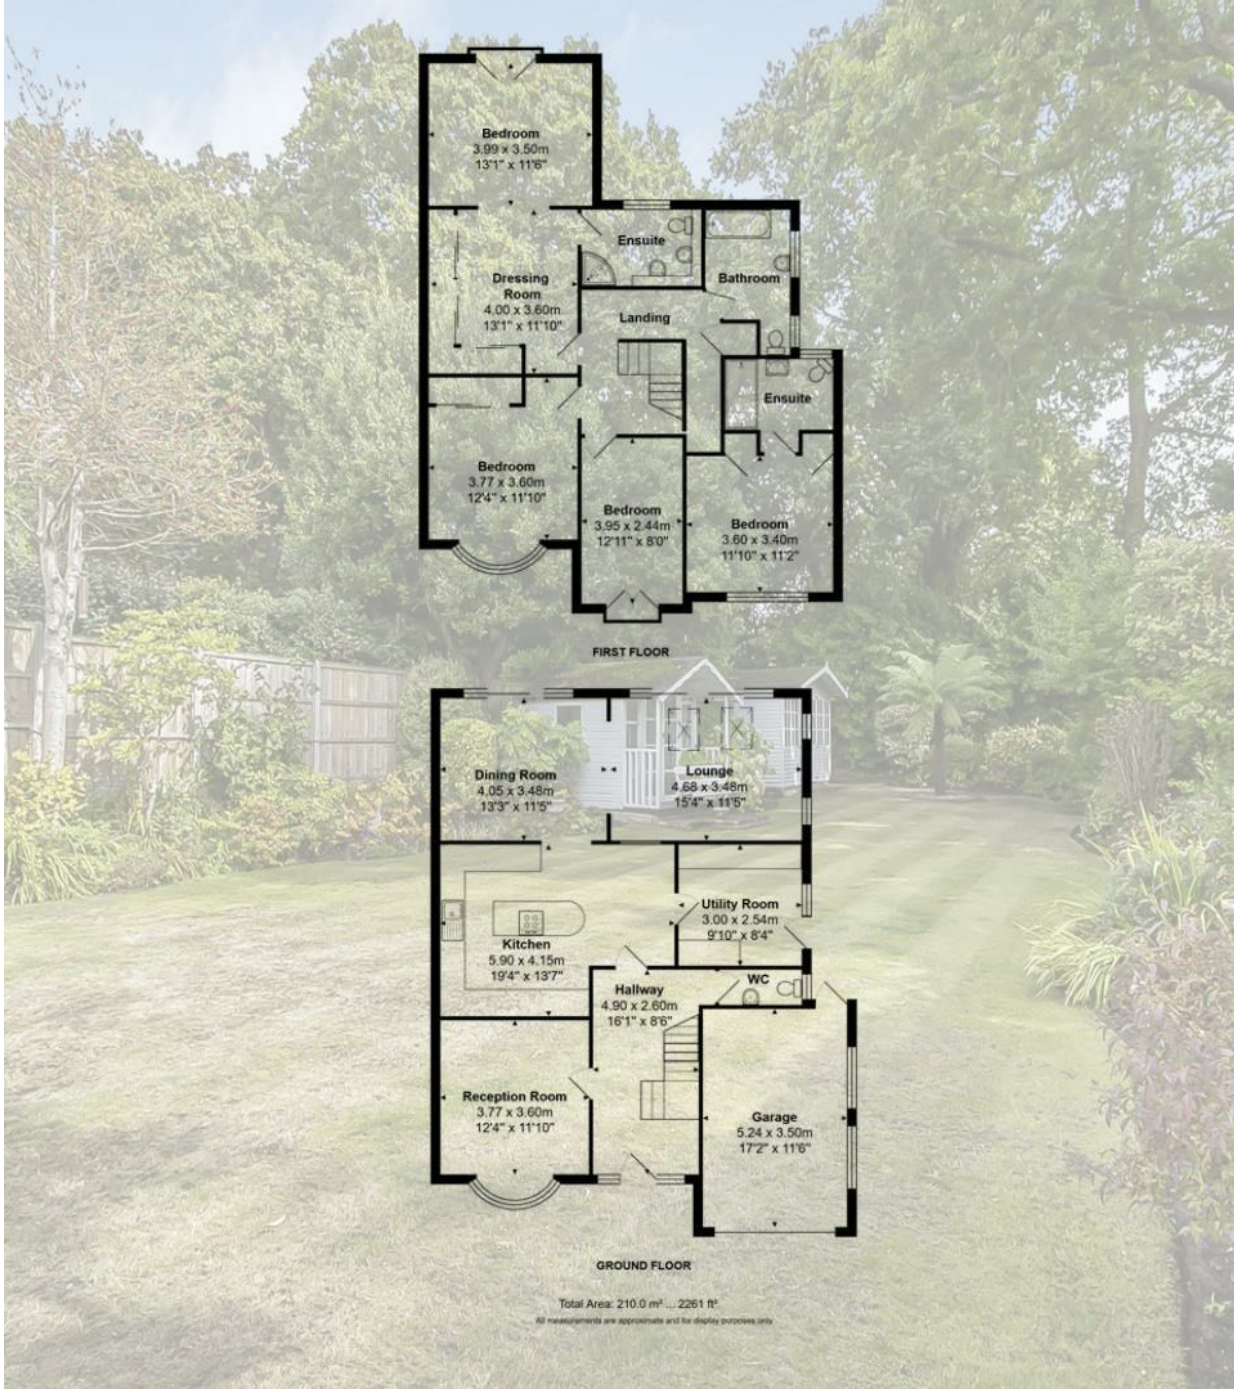 Bedroom
3.99 x 3.50m
13'1" x 11'6"
Ensuite
Bathroom
Dressing
Room
4.00 x 3.60m
13'1" x 11'10"
Landing
Ensuite
Bedroom
3.77 x 3.60m
12'4" x 11'10"
Bedroom
3.95 x 2.44m
12'11" x 8'0"
Bedroom
3.60 x 3.40m
11'10" x 11'2"
FIRST FLOOR
Dining Room
4.05 x 3.48m
13'3" x 11'5"
Lounge
4.68 x 3.48m
15'4" x 11'5"
Utility Room
3.00 x 2.54m
9'10" x 8'4"
Kitchen
5.90 x 4.15m
19'4" x 13'7"
WC
Hallway
4.90 x 2.60m
16'1" x 8'6"
Reception Room
3.77 x 3.60m
12'4" x 11'10"
Garage
5.24 x 3.50m
17'2" x 11'6"
GROUND FLOOR
Total Area: 210.0 m² ... 2261 ft²
All measurements are approximate and for display purposes only